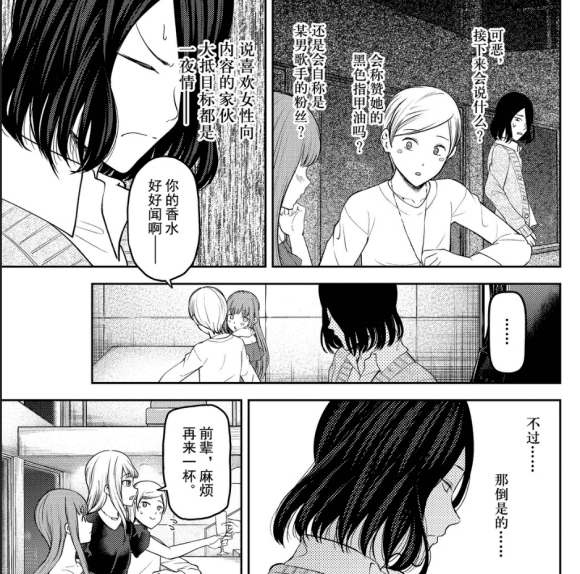 可恶，
接下来会说什么？
会称赞她的
黑色指甲油吗？
还是会自称是
某男歌手的粉丝？
说喜欢女性向
内容的家伙
大抵目标都是
一夜情——
你的香水
好好闻啊——
……
不过……
那倒是的……
前辈，麻烦
再来一杯。